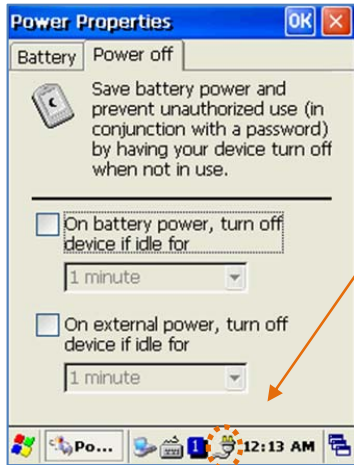 Power Properties OK
Battery Power off
Save battery power and
prevent unauthorized use (in
conjunction with a password)
by having your device turn off
when not in use.
On battery power, turn off
device if idle for
1 minute
On external power, turn off
device if idle for
1 minute
Po... 1 12:13 AM